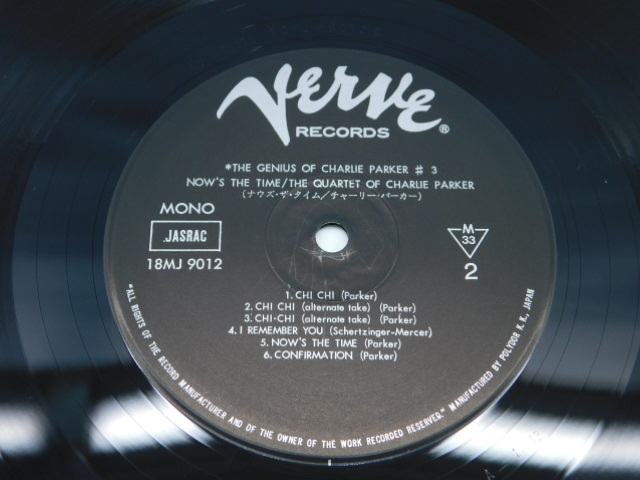 Verve®
RECORDS
*THE GENIUS OF CHARLIE PARKER # 3
NOW'S THE TIME/THE QUARTET OF CHARLIE PARKER
(ナウズ・ザ・タイム/チャーリー・パーカー)
MONO
JASRAC
18MJ 9012
M
33
2
1. CHI CHI (Parker)
2. CHI CHI (alternate take) (Parker)
3. CHI-CHI (alternate take) (Parker)
4. I REMEMBER YOU (Schertzinger-Mercer)
5. NOW'S THE TIME (Parker)
6. CONFIRMATION (Parker)
"ALL RIGHTS OF THE RECORD MANUFACTURER AND OF THE OWNER OF THE WORK RECORDED RESERVED" MANUFACTURED BY POLYDOR K.K., JAPAN